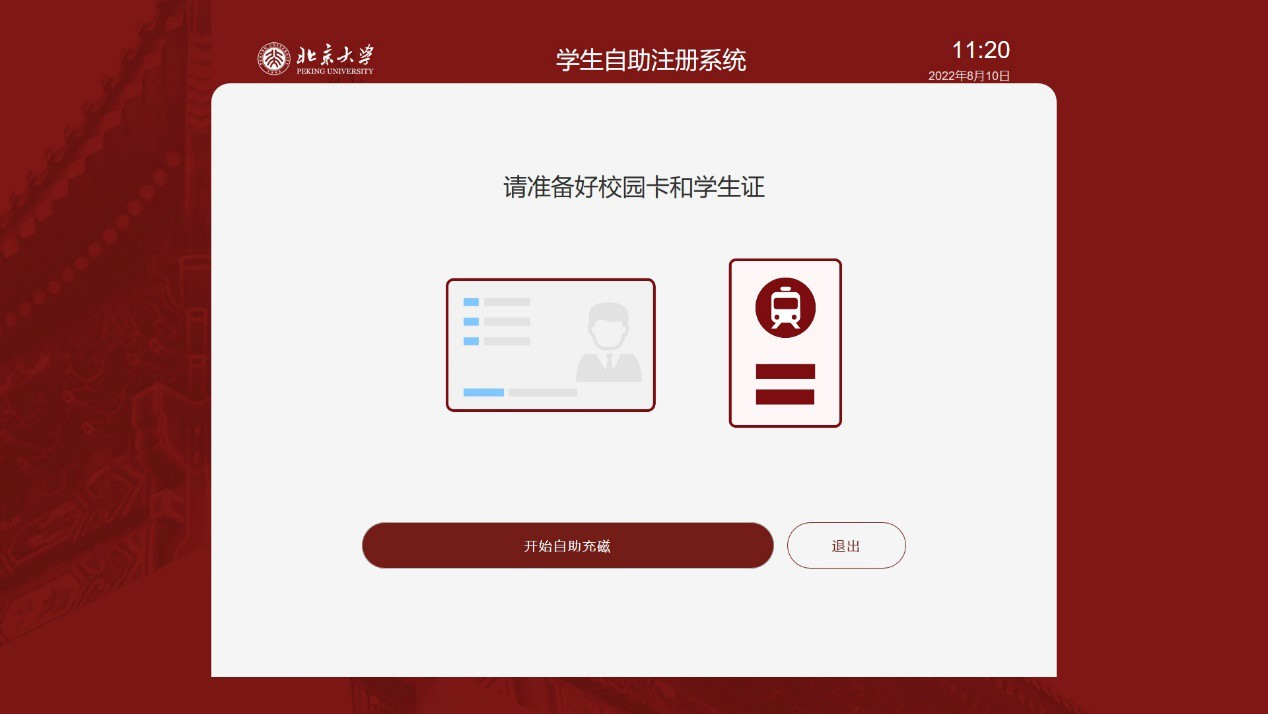 北京大学
PEKING UNIVERSITY
学生自助注册系统
11:20
2022年8月10日
请准备好校园卡和学生证
开始自助充磁
退出